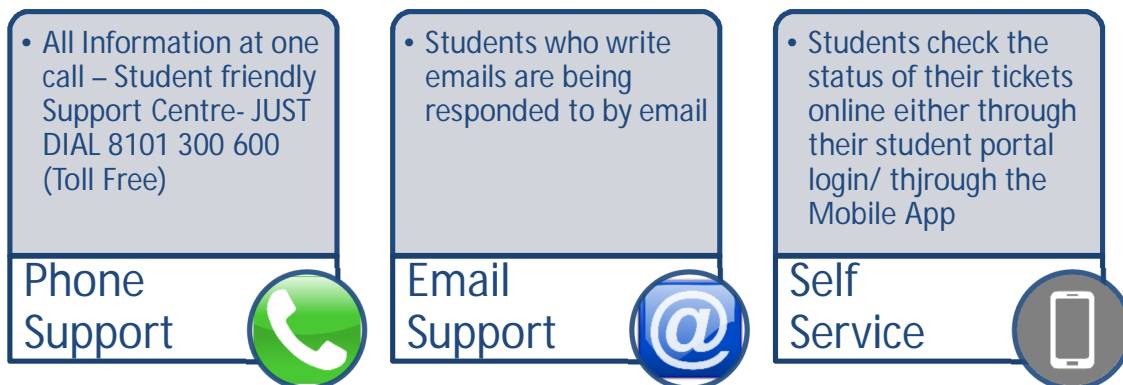 • All Information at one
call – Student friendly
Support Centre- JUST
DIAL 8101 300 600
(Toll Free)
Phone
Support
• Students who write
emails are being
responded to by email
Email
Support
@
• Students check the
status of their tickets
online either through
their student portal
login/ thjrough the
Mobile App
Self
Service